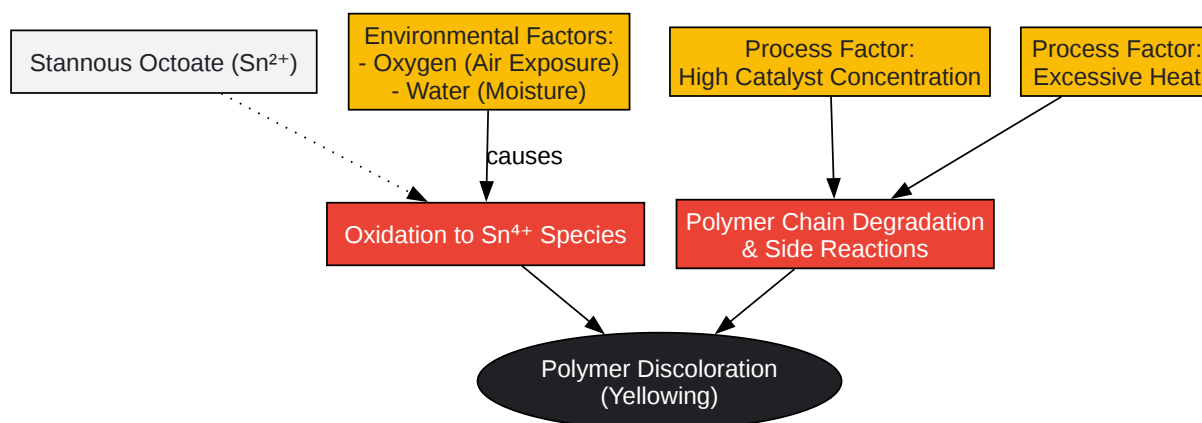 Stannous Octoate (Sn²⁺)
Environmental Factors:
- Oxygen (Air Exposure)
- Water (Moisture)
Process Factor:
High Catalyst Concentration
Process Factor:
Excessive Heat
causes
Oxidation to Sn⁴⁺ Species
Polymer Chain Degradation
& Side Reactions
Polymer Discoloration
(Yellowing)